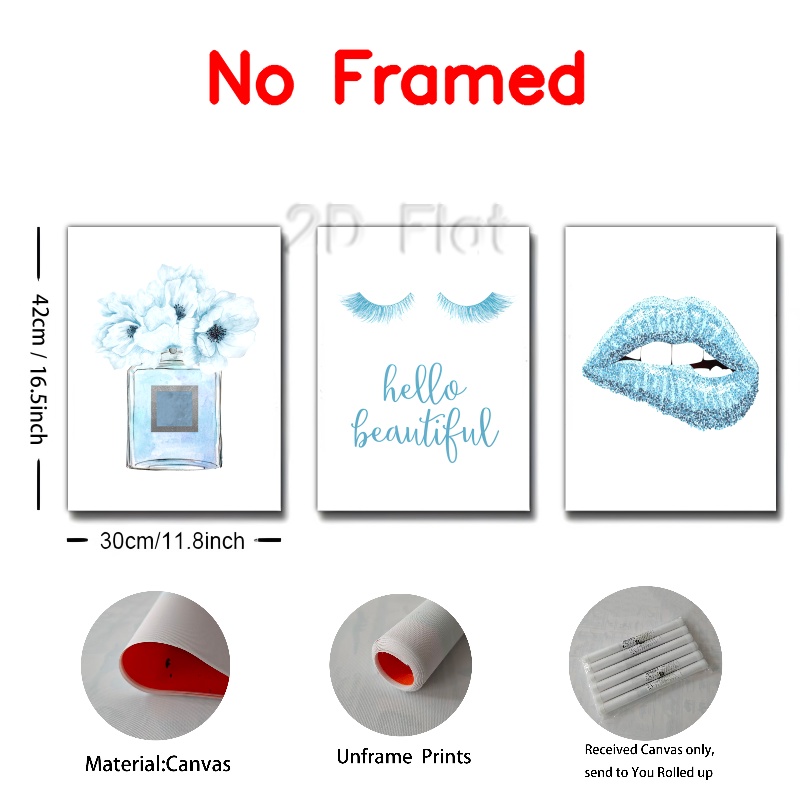 No Framed
2D Flat
42cm / 16.5inch
hello
beautiful
30cm/11.8inch
Material:Canvas
Unframe Prints
Received Canvas only,
send to You Rolled up